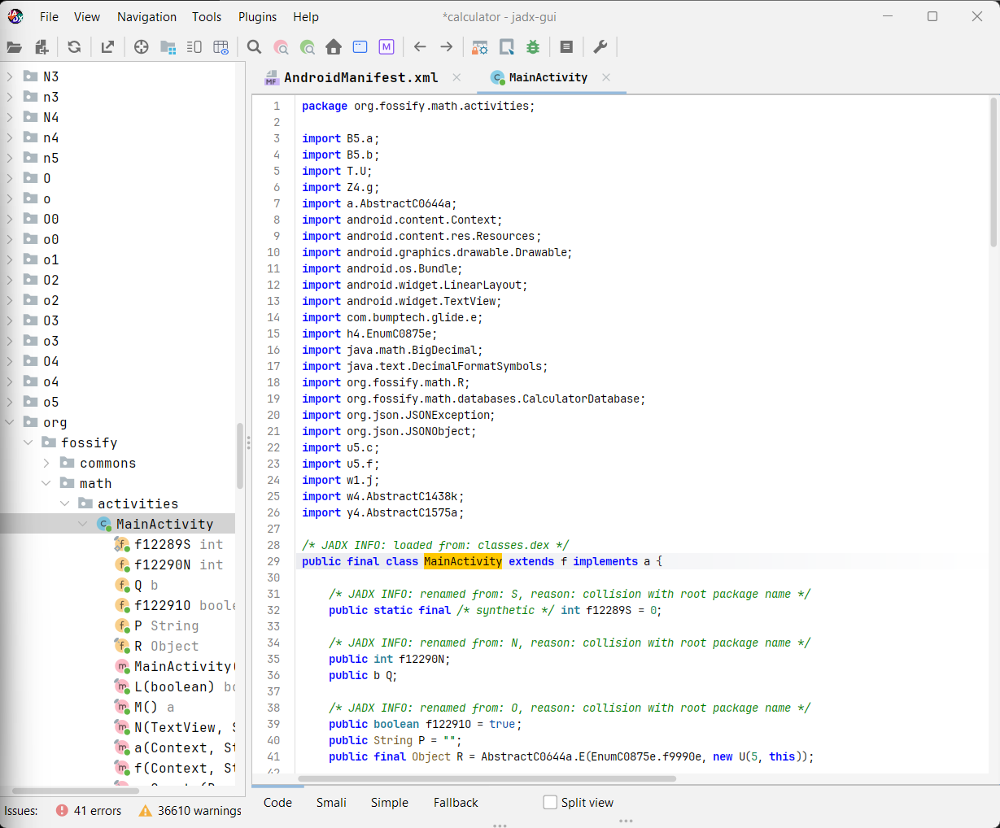 File View Navigation Tools Plugins Help
*calculator - jadx-gui
N3
n3
N4
n4
n5
O
o
O0
o0
o1
O2
o2
O3
o3
O4
o4
o5
org
fossify
commons
math
activities
MainActivity
f12289S int
f12290N int
Q b
f12291O boole
P String
R Object
MainActivity(
L(boolean) bo
M() a
N(TextView, S
a(Context, St
f(Context, St
Issues: 41 errors 36610 warnings
AndroidManifest.xml
MainActivity
1 package org.fossify.math.activities;
2
3 import B5.a;
4 import B5.b;
5 import T.U;
6 import Z4.g;
7 import a.AbstractC0644a;
8 import android.content.Context;
9 import android.content.res.Resources;
10 import android.graphics.drawable.Drawable;
11 import android.os.Bundle;
12 import android.widget.LinearLayout;
13 import android.widget.TextView;
14 import com.bumptech.glide.e;
15 import h4.EnumC0875e;
16 import java.math.BigDecimal;
17 import java.text.DecimalFormatSymbols;
18 import org.fossify.math.R;
19 import org.fossify.math.databases.CalculatorDatabase;
20 import org.json.JSONException;
21 import org.json.JSONObject;
22 import u5.c;
23 import u5.f;
24 import w1.j;
25 import w4.AbstractC1438k;
26 import y4.AbstractC1575a;
27
28 /* JADX INFO: loaded from: classes.dex */
29 public final class MainActivity extends f implements a {
30
31 /* JADX INFO: renamed from: S, reason: collision with root package name */
32 public static final /* synthetic */ int f12289S = 0;
33
34 /* JADX INFO: renamed from: N, reason: collision with root package name */
35 public int f12290N;
36 public b Q;
37
38 /* JADX INFO: renamed from: O, reason: collision with root package name */
39 public boolean f12291O = true;
40 public String P = "";
41 public final Object R = AbstractC0644a.E(EnumC0875e.f9990e, new U(5, this));
42
Code Smali Simple Fallback Split view